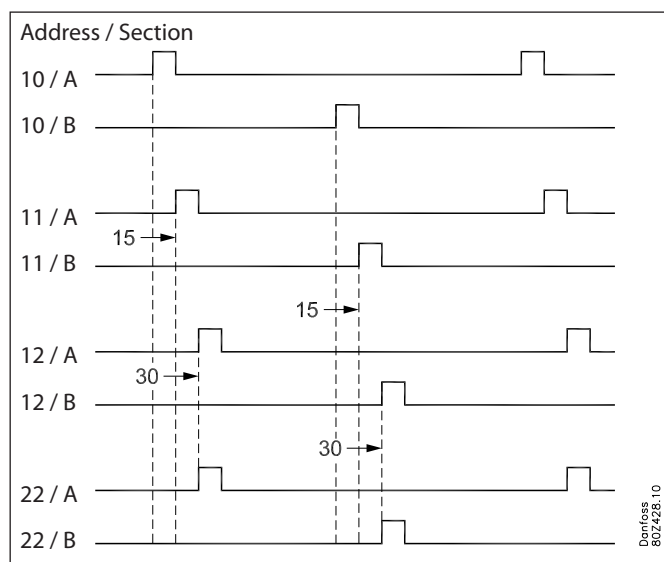 Address / Section
10 / A
10 / B
11 / A
15
11 / B
15
12 / A
30
12 / B
30
22 / A
22 / B
Danfoss
80Z428.10